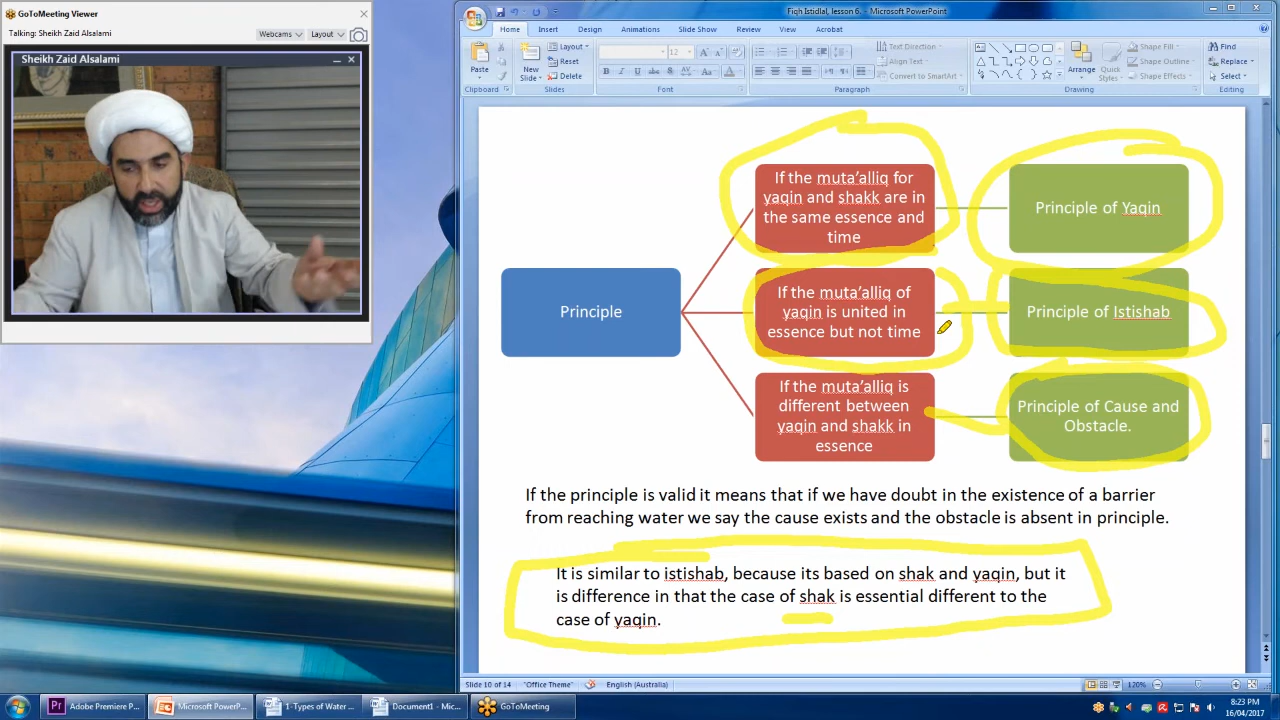 GoToMeeting Viewer
Talking: Sheikh Zaid Alsalami
Webcams
Layout
Sheikh Zaid Alsalami
Fiqh Istidlal, lesson 6. - Microsoft PowerPoint
Home Insert Design Animations Slide Show Review View Acrobat
Paste
Clipboard
New
Slide
Layout
Reset
Delete
Slides
12
Font
Text Direction
Align Text
Convert to SmartArt
Paragraph
Arrange
Quick
Styles
Shape Fill
Shape Outline
Shape Effects
Drawing
Find
Replace
Select
Editing
Principle
If the muta’alliq for
yaqin and shakk are in
the same essence and
time
Principle of Yaqin
If the muta’alliq of
yaqin is united in
essence but not time
Principle of Istishab
If the muta’alliq is
different between
yaqin and shakk in
essence
Principle of Cause and
Obstacle.
If the principle is valid it means that if we have doubt in the existence of a barrier
from reaching water we say the cause exists and the obstacle is absent in principle.
It is similar to istishab, because its based on shak and yaqin, but it
is difference in that the case of shak is essential different to the
case of yaqin.
Slide 10 of 14
"Office Theme"
English (Australia)
120%
Adobe Premiere P...
Microsoft PowerP...
1-Types of Water ...
Document1 - Mic...
GoToMeeting
8:23 PM
16/04/2017